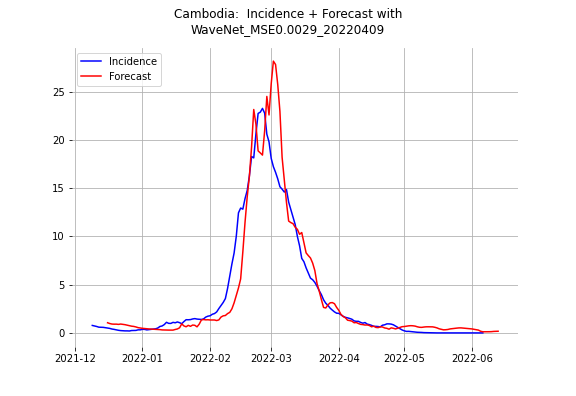 Cambodia: Incidence + Forecast with
WaveNet_MSE0.0029_20220409
Incidence
Forecast
25
20
15
10
5
0
2021-12 2022-01 2022-02 2022-03 2022-04 2022-05 2022-06